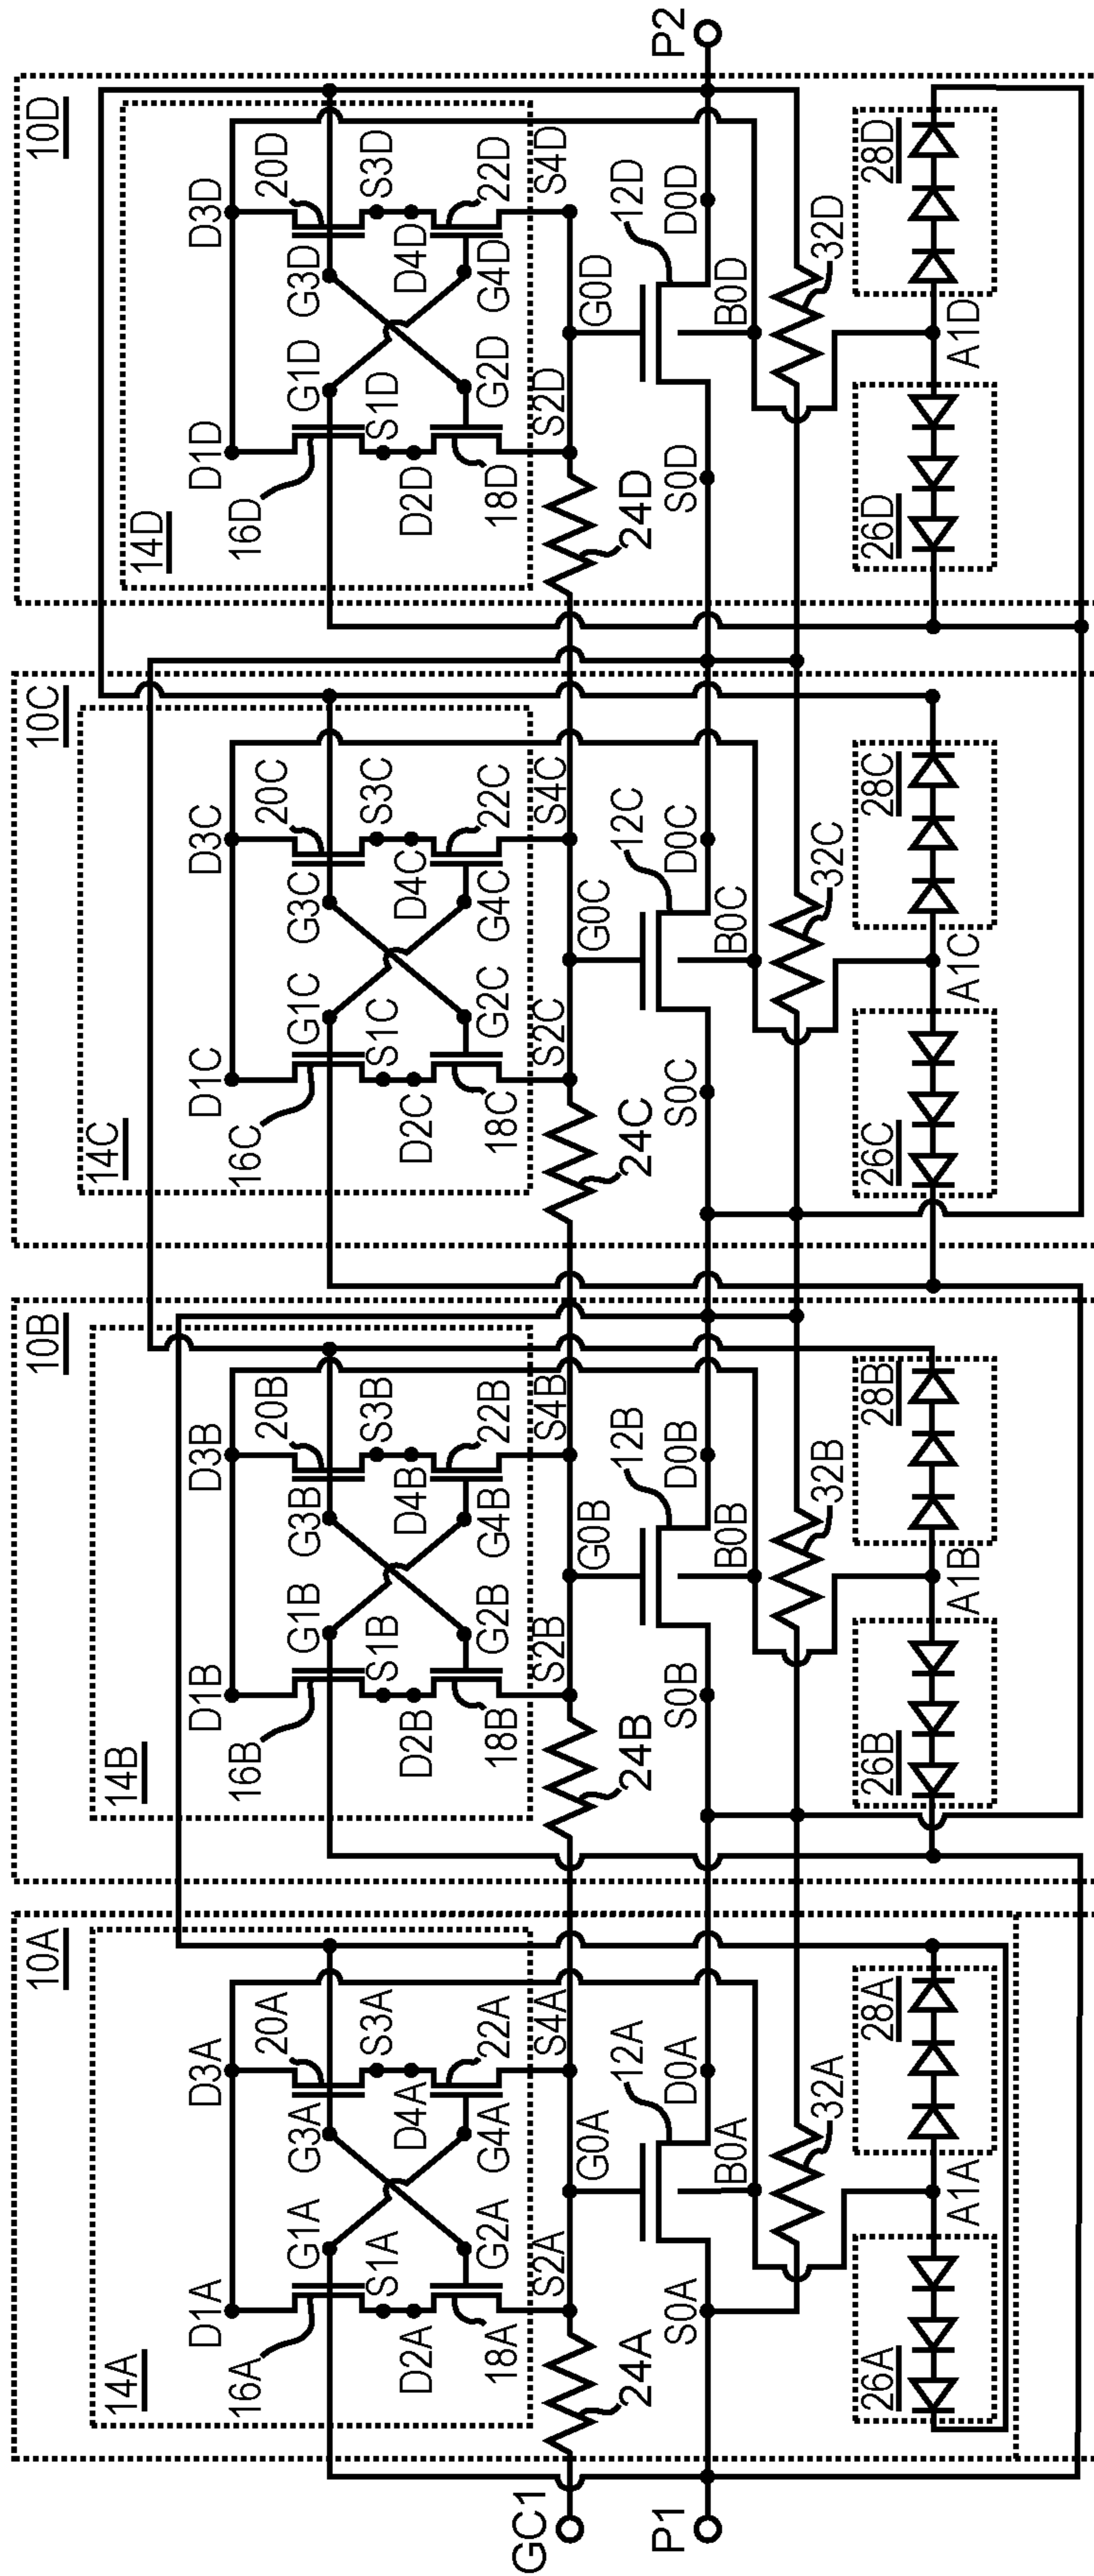 10A
14A
D1A
D3A
16A
20A
G1A
G3A
S1A
S3A
D2A
D4A
18A
22A
G2A
G4A
S2A
S4A
GC1
24A
G0A
12A
P1
S0A
D0A
B0A
32A
26A
28A
A1A
10B
14B
D1B
D3B
16B
20B
G1B
G3B
S1B
S3B
D2B
D4B
18B
22B
G2B
G4B
S2B
S4B
24B
G0B
12B
S0B
D0B
B0B
32B
26B
28B
A1B
10C
14C
D1C
D3C
16C
20C
G1C
G3C
S1C
S3C
D2C
D4C
18C
22C
G2C
G4C
S2C
S4C
24C
G0C
12C
S0C
D0C
B0C
32C
26C
28C
A1C
10D
14D
D1D
D3D
16D
20D
G1D
G3D
S1D
S3D
D2D
D4D
18D
22D
G2D
G4D
S2D
S4D
24D
G0D
12D
S0D
D0D
B0D
P2
32D
26D
28D
A1D